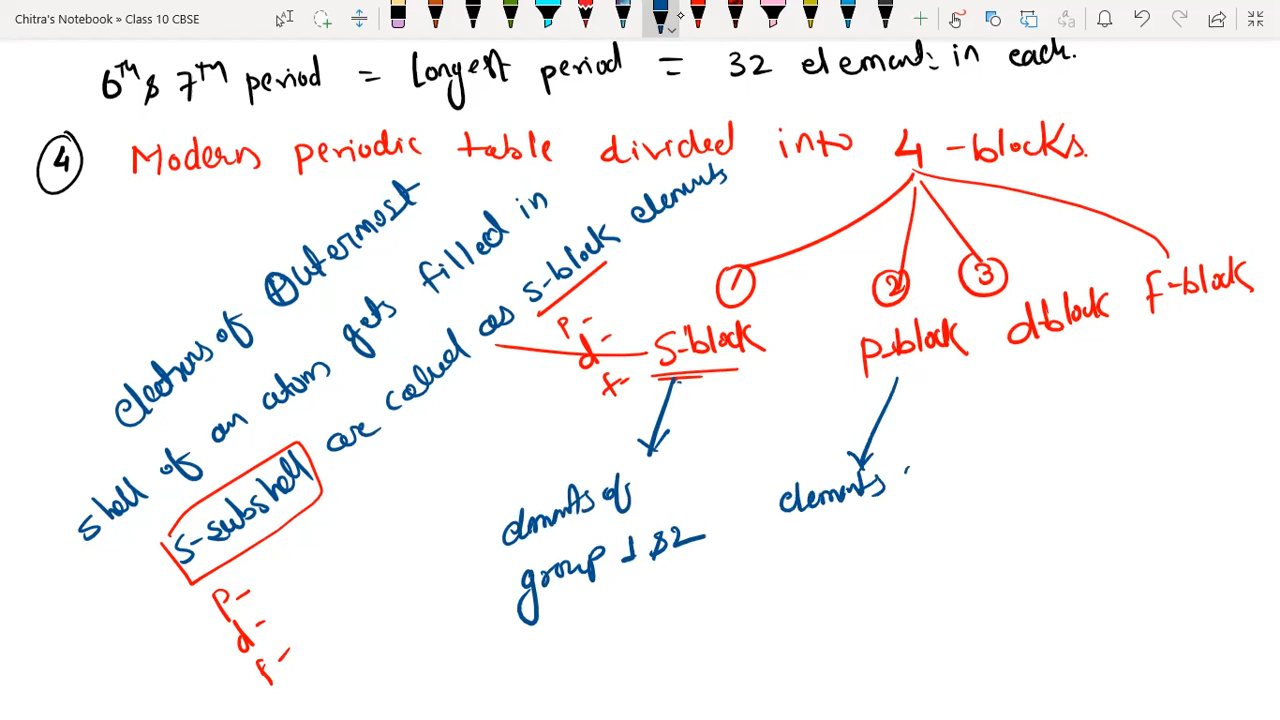 Chitra's Notebook » Class 10 CBSE
6th & 7th period = Longest period = 32 elements in each.
4 Modern periodic table divided into 4-blocks.
electrons of Outermost
shell of an atom gets filled in
s-subshell are called as s-block elements
p-
d-
f-
p-
d-
f-
1
S-block
2
p-block
3
d-block
f-block
elements of
group 1 & 2
elements